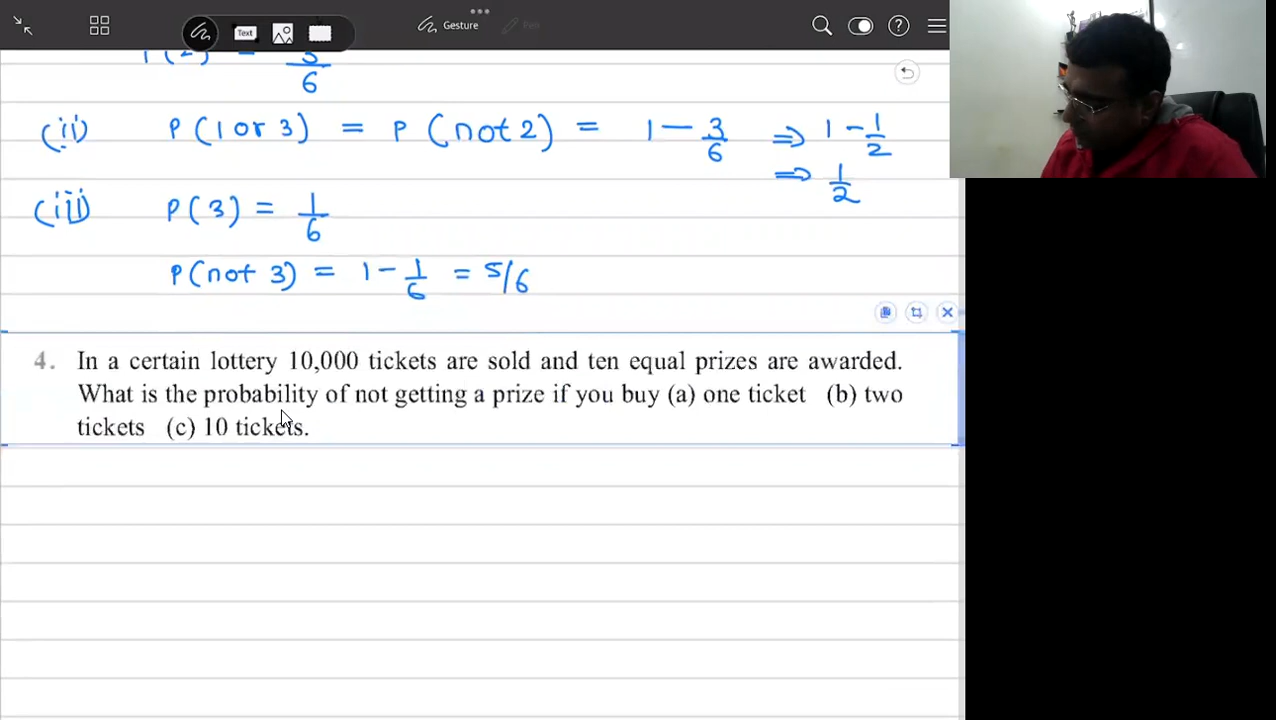 Text
Gesture
Pen
6
(ii) P(1 or 3) = P(not 2) = 1 - 3/6 ⇒ 1 - 1/2
⇒ 1/2
(iii) P(3) = 1/6
P(not 3) = 1 - 1/6 = 5/6
4. In a certain lottery 10,000 tickets are sold and ten equal prizes are awarded.
What is the probability of not getting a prize if you buy (a) one ticket (b) two
tickets (c) 10 tickets.